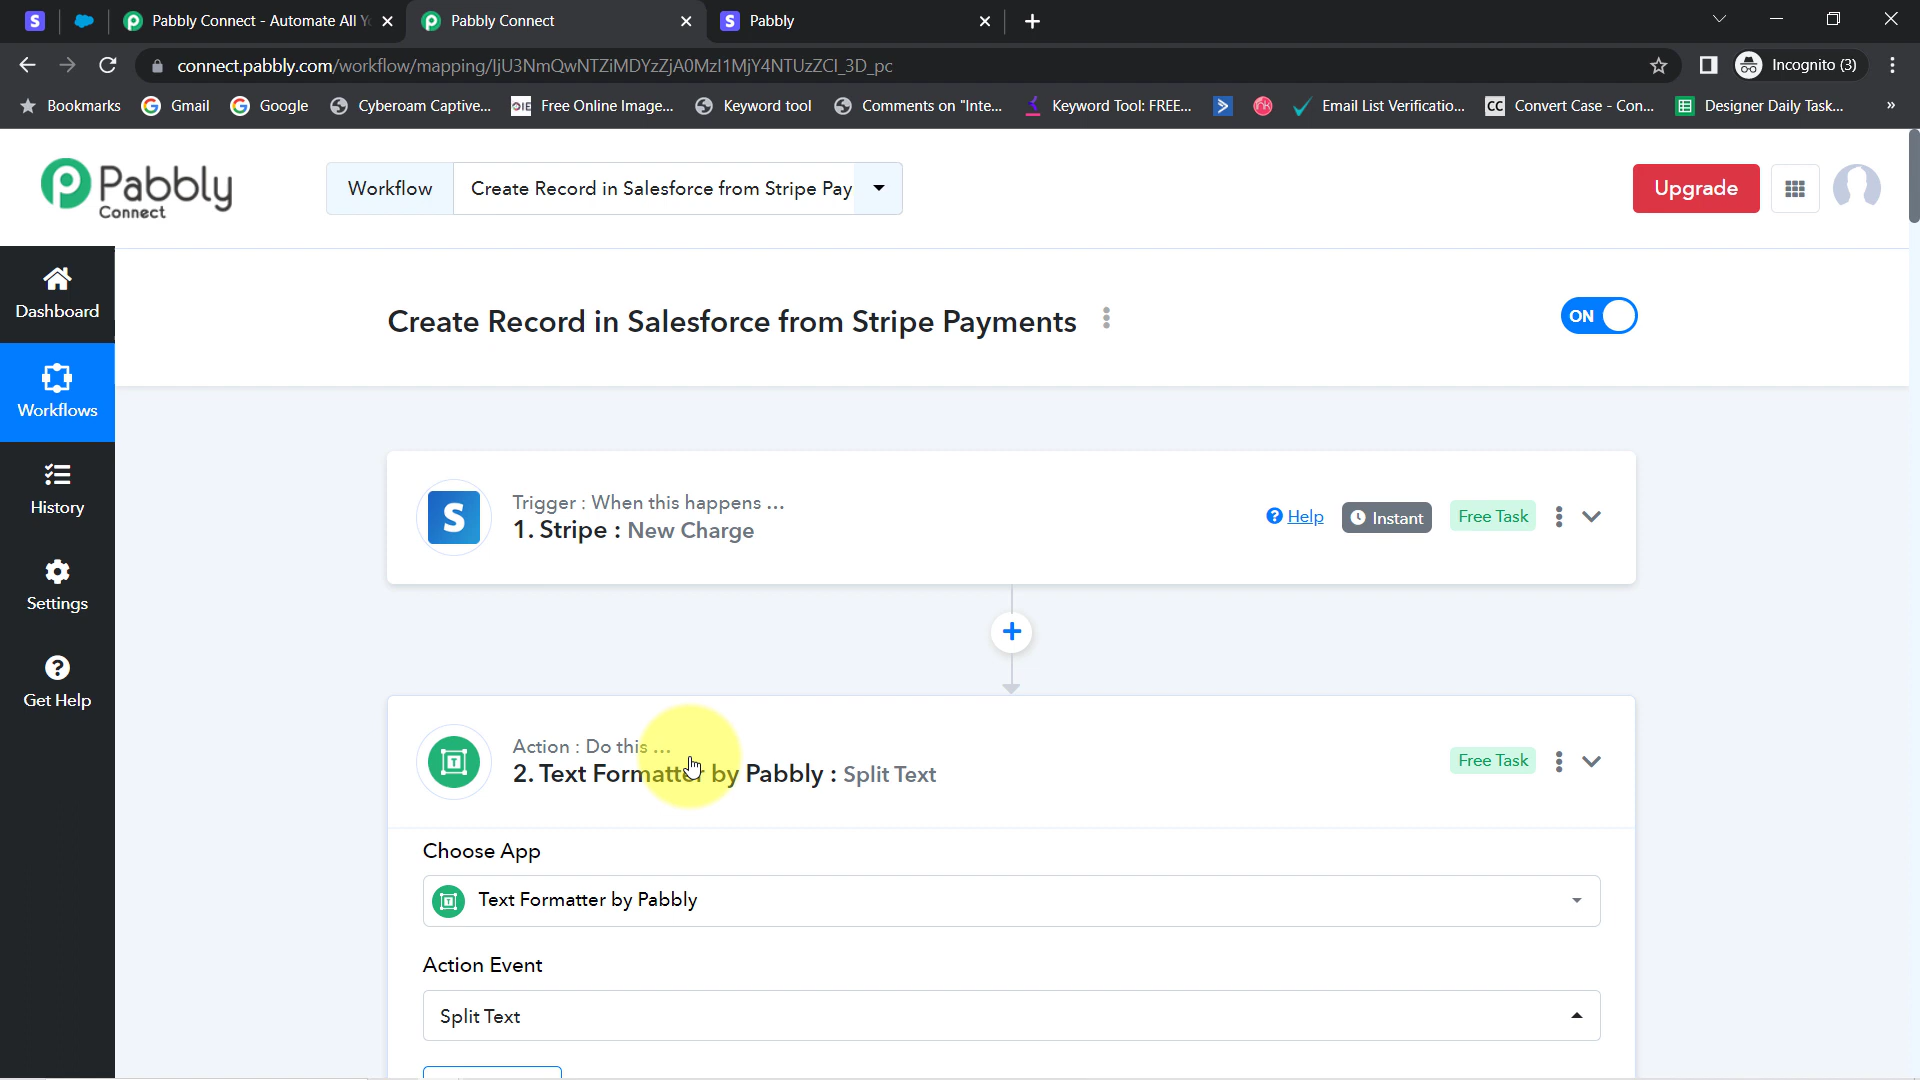 Pabbly Connect - Automate All Y
Pabbly Connect
Pabbly
connect.pabbly.com/workflow/mapping/IjU3NmQwNTZiMDYzZjA0MzI1MjY4NTUzZCI_3D_pc
Incognito (3)
Bookmarks
Gmail
Google
Cyberoam Captive...
Free Online Image...
Keyword tool
Comments on "Inte...
Keyword Tool: FREE...
Email List Verificatio...
CC
Convert Case - Con...
Designer Daily Task...
»
Pabbly
Connect
Workflow
Create Record in Salesforce from Stripe Pay
Upgrade
Dashboard
Workflows
History
Settings
Get Help
Create Record in Salesforce from Stripe Payments
ON
S
Trigger : When this happens ...
1. Stripe : New Charge
Help
Instant
Free Task
Action : Do this ...
2. Text Formatter by Pabbly : Split Text
Free Task
Choose App
Text Formatter by Pabbly
Action Event
Split Text